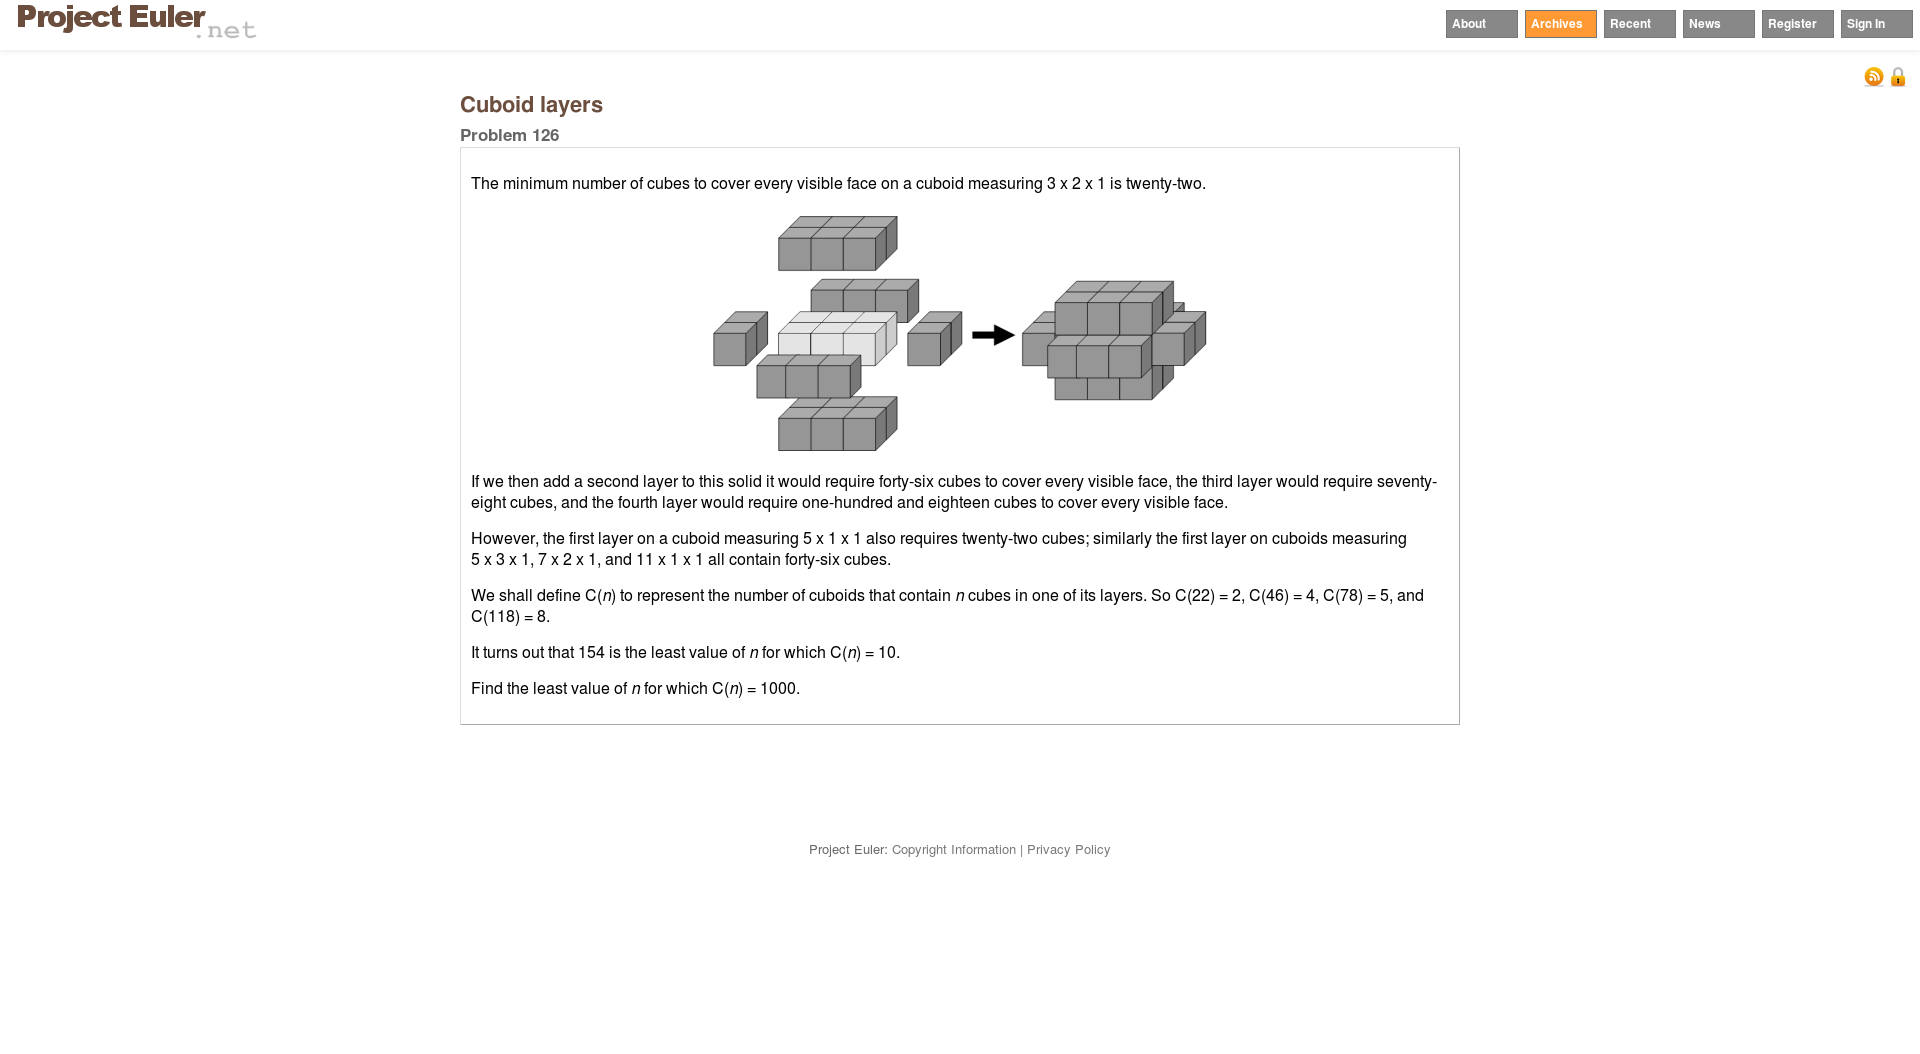 Project Euler
.net
About Archives Recent News Register Sign In
Cuboid layers
Problem 126
The minimum number of cubes to cover every visible face on a cuboid measuring 3 x 2 x 1 is twenty-two.
If we then add a second layer to this solid it would require forty-six cubes to cover every visible face, the third layer would require seventy-
eight cubes, and the fourth layer would require one-hundred and eighteen cubes to cover every visible face.
However, the first layer on a cuboid measuring 5 x 1 x 1 also requires twenty-two cubes; similarly the first layer on cuboids measuring
5 x 3 x 1, 7 x 2 x 1, and 11 x 1 x 1 all contain forty-six cubes.
We shall define C(n) to represent the number of cuboids that contain n cubes in one of its layers. So C(22) = 2, C(46) = 4, C(78) = 5, and
C(118) = 8.
It turns out that 154 is the least value of n for which C(n) = 10.
Find the least value of n for which C(n) = 1000.
Project Euler: Copyright Information | Privacy Policy